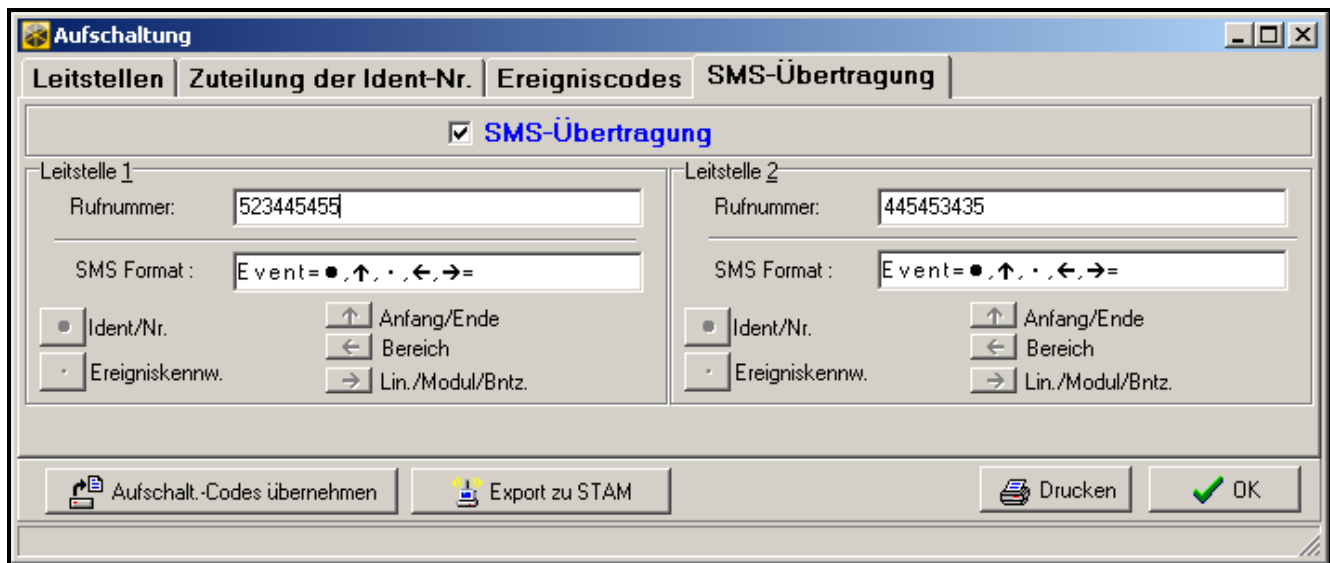 Aufschaltung
Leitstellen Zuteilung der Ident-Nr. Ereigniscodes SMS-Übertragung
SMS-Übertragung
Leitstelle 1
Rufnummer: 523445455
SMS Format : Event=●,↑,·,←,→=
● Ident/Nr.
· Ereigniskennw.
↑ Anfang/Ende
← Bereich
→ Lin./Modul/Bntz.
Leitstelle 2
Rufnummer: 445453435
SMS Format : Event=●,↑,·,←,→=
● Ident/Nr.
· Ereigniskennw.
↑ Anfang/Ende
← Bereich
→ Lin./Modul/Bntz.
Aufschalt.-Codes übernehmen Export zu STAM Drucken OK